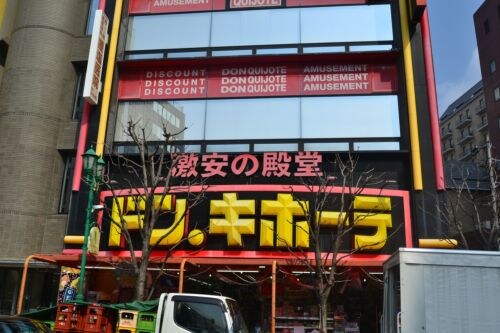 AMUSEMENT QUIJOTE AMUSEMENT
DISCOUNT DON QUIJOTE AMUSEMENT
DISCOUNT DON QUIJOTE AMUSEMENT
DISCOUNT DON QUIJOTE AMUSEMENT
激安の殿堂
ドン.キホーテ